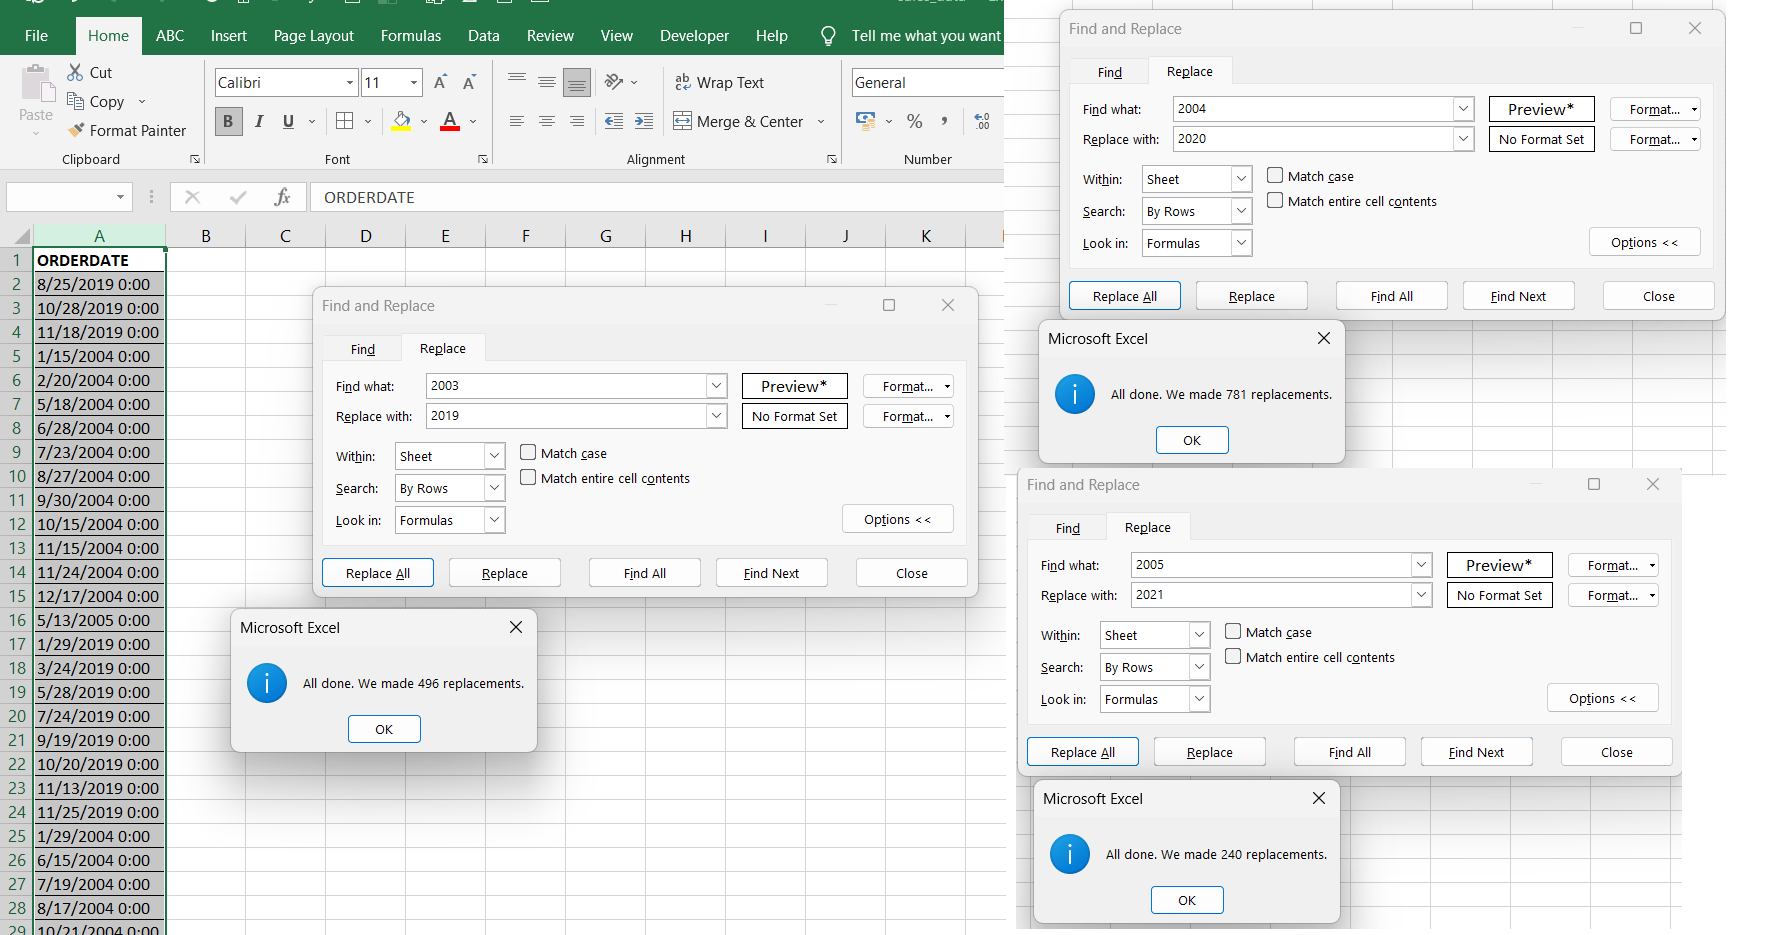 File Home ABC Insert Page Layout Formulas Data Review View Developer Help Tell me what you want
Paste
Cut
Copy
Format Painter
Clipboard
Calibri 11
B I U
Font
Wrap Text
Merge & Center
Alignment
General
Number
fx ORDERDATE
A B C D E F G H I J K
1 ORDERDATE
2 8/25/2019 0:00
3 10/28/2019 0:00
4 11/18/2019 0:00
5 1/15/2004 0:00
6 2/20/2004 0:00
7 5/18/2004 0:00
8 6/28/2004 0:00
9 7/23/2004 0:00
10 8/27/2004 0:00
11 9/30/2004 0:00
12 10/15/2004 0:00
13 11/15/2004 0:00
14 11/24/2004 0:00
15 12/17/2004 0:00
16 5/13/2005 0:00
17 1/29/2019 0:00
18 3/24/2019 0:00
19 5/28/2019 0:00
20 7/24/2019 0:00
21 9/19/2019 0:00
22 10/20/2019 0:00
23 11/13/2019 0:00
24 11/25/2019 0:00
25 1/29/2004 0:00
26 6/15/2004 0:00
27 7/19/2004 0:00
28 8/17/2004 0:00
29 10/21/2004 0:00
Find and Replace
Find Replace
Find what: 2003 Preview* Format...
Replace with: 2019 No Format Set Format...
Within: Sheet Match case
Match entire cell contents
Search: By Rows
Look in: Formulas
Options <<
Replace All Replace Find All Find Next Close
Microsoft Excel
All done. We made 496 replacements.
OK
Find and Replace
Find Replace
Find what: 2004 Preview* Format...
Replace with: 2020 No Format Set Format...
Within: Sheet Match case
Match entire cell contents
Search: By Rows
Look in: Formulas
Options <<
Replace All Replace Find All Find Next Close
Microsoft Excel
All done. We made 781 replacements.
OK
Find and Replace
Find Replace
Find what: 2005 Preview* Format...
Replace with: 2021 No Format Set Format...
Within: Sheet Match case
Match entire cell contents
Search: By Rows
Look in: Formulas
Options <<
Replace All Replace Find All Find Next Close
Microsoft Excel
All done. We made 240 replacements.
OK